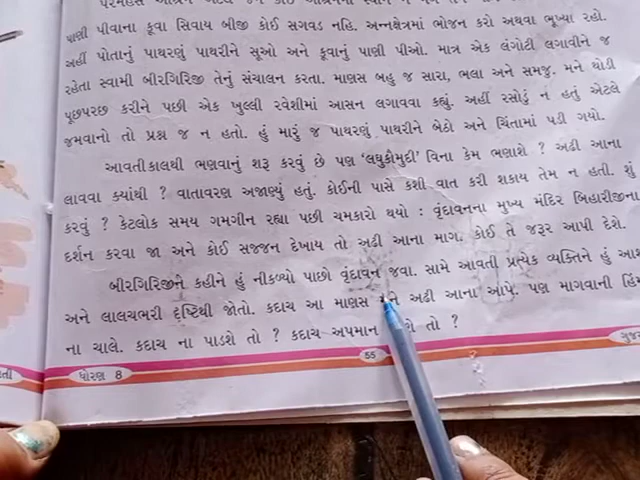 પાણી પીવાના કૂવા સિવાય બીજી કોઈ સગવડ નહિ. અન્નક્ષેત્રમાં ભોજન કરો અથવા ભૂખ્યા રહો.
અહીં પોતાનું પાથરણું પાથરીને સૂઓ અને કૂવાનું પાણી પીઓ. માત્ર એક લંગોટી લગાવીને જ
રહેતા સ્વામી બીરગિરિજી તેનું સંચાલન કરતા. માણસ બહુ જ સારા, ભલા અને સમજુ. મને થોડી
પૂછપરછ કરીને પછી એક ખુલ્લી રવેશીમાં આસન લગાવવા કહ્યું. અહીં રસોડું ન હતું એટલે
જમવાનો તો પ્રશ્ન જ ન હતો. હું મારું જ પાથરણું પાથરીને બેઠો અને ચિંતામાં પડી ગયો.
આવતીકાલથી ભણવાનું શરૂ કરવું છે પણ 'લઘુકૌમુદી' વિના કેમ ભણાશે ? અઢી આના
લાવવા ક્યાંથી ? વાતાવરણ અજાણ્યું હતું. કોઈની પાસે કશી વાત કરી શકાય તેમ ન હતી. શું
કરવું ? કેટલોક સમય ગમગીન રહ્યા પછી ચમકારો થયો : વૃંદાવનના મુખ્ય મંદિર બિહારીજીના
દર્શન કરવા જા અને કોઈ સજ્જન દેખાય તો અઢી આના માગ. કોઈ તે જરૂર આપી દેશે.
બીરગિરિજીને કહીને હું નીકળ્યો પાછો વૃંદાવન જવા. સામે આવતી પ્રત્યેક વ્યક્તિને હું
અને લાલચભરી દૃષ્ટિથી જોતો. કદાચ આ માણસ મને અઢી આના આપે. પણ માગવાની
ના ચાલે. કદાચ ના પાડશે તો ? કદાચ અપમાન તો ?
ધોરણ 8
55